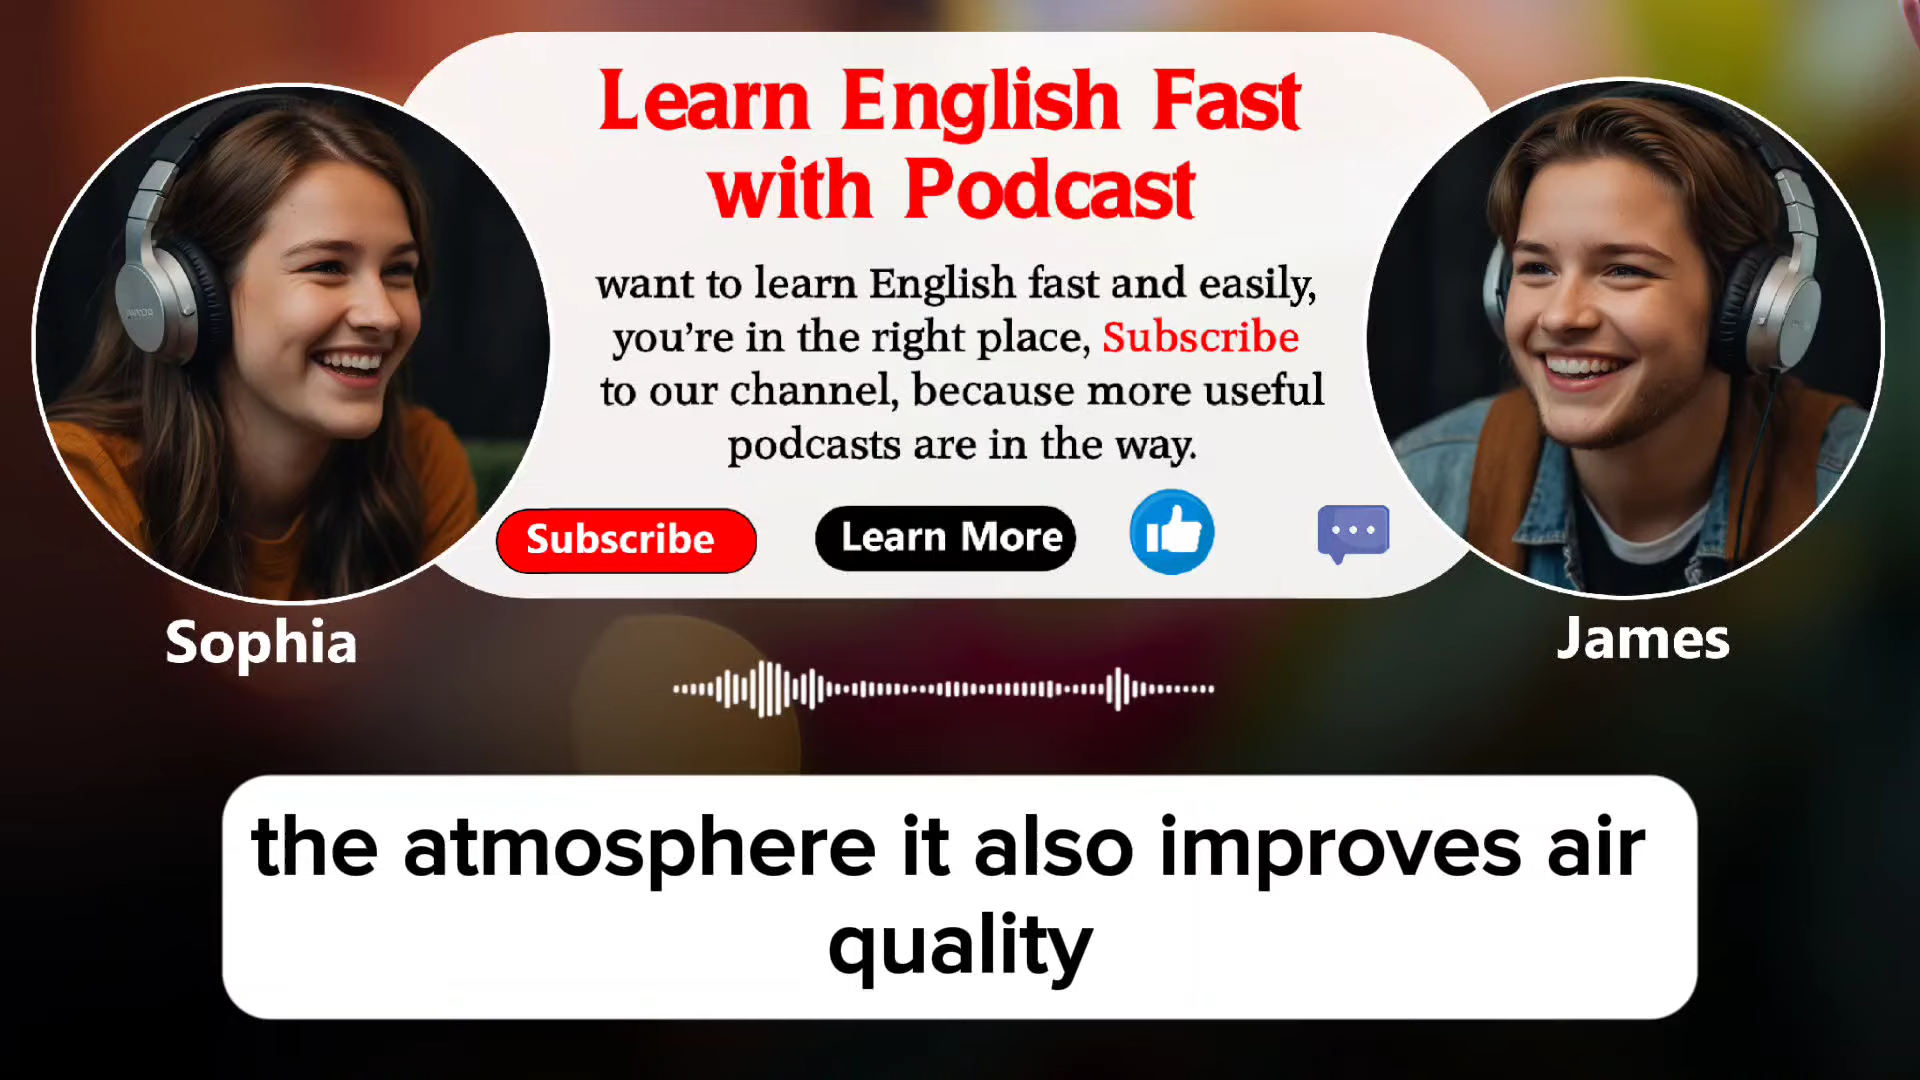 Learn English Fast
with Podcast
want to learn English fast and easily,
you're in the right place, Subscribe
to our channel, because more useful
podcasts are in the way.
Subscribe
Learn More
Sophia
James
the atmosphere it also improves air
quality